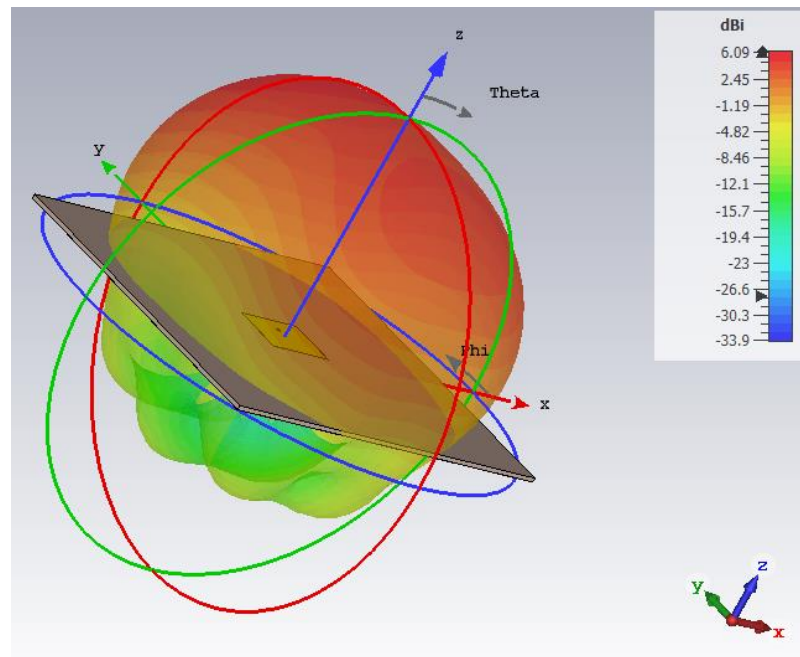 dBi
6.09
2.45
-1.19
-4.82
-8.46
-12.1
-15.7
-19.4
-23
-26.6
-30.3
-33.9
z
Theta
y
Phi
x
z
y
x